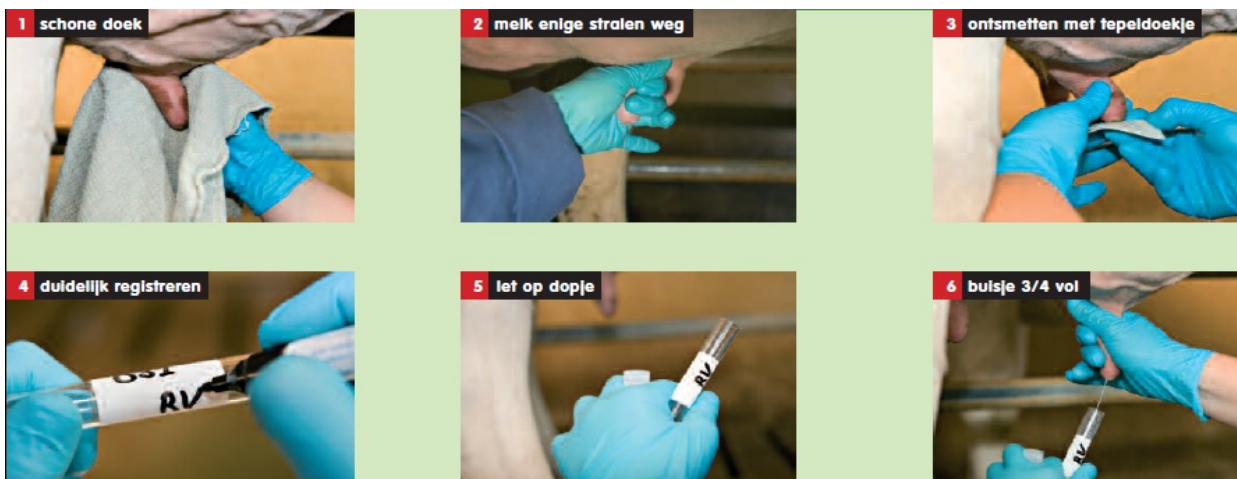 1 schone doek
2 melk enige stralen weg
3 ontsmetten met tepeldoekje
4 duidelijk registreren
5 let op dopje
6 buisje 3/4 vol
RV
RV
RV